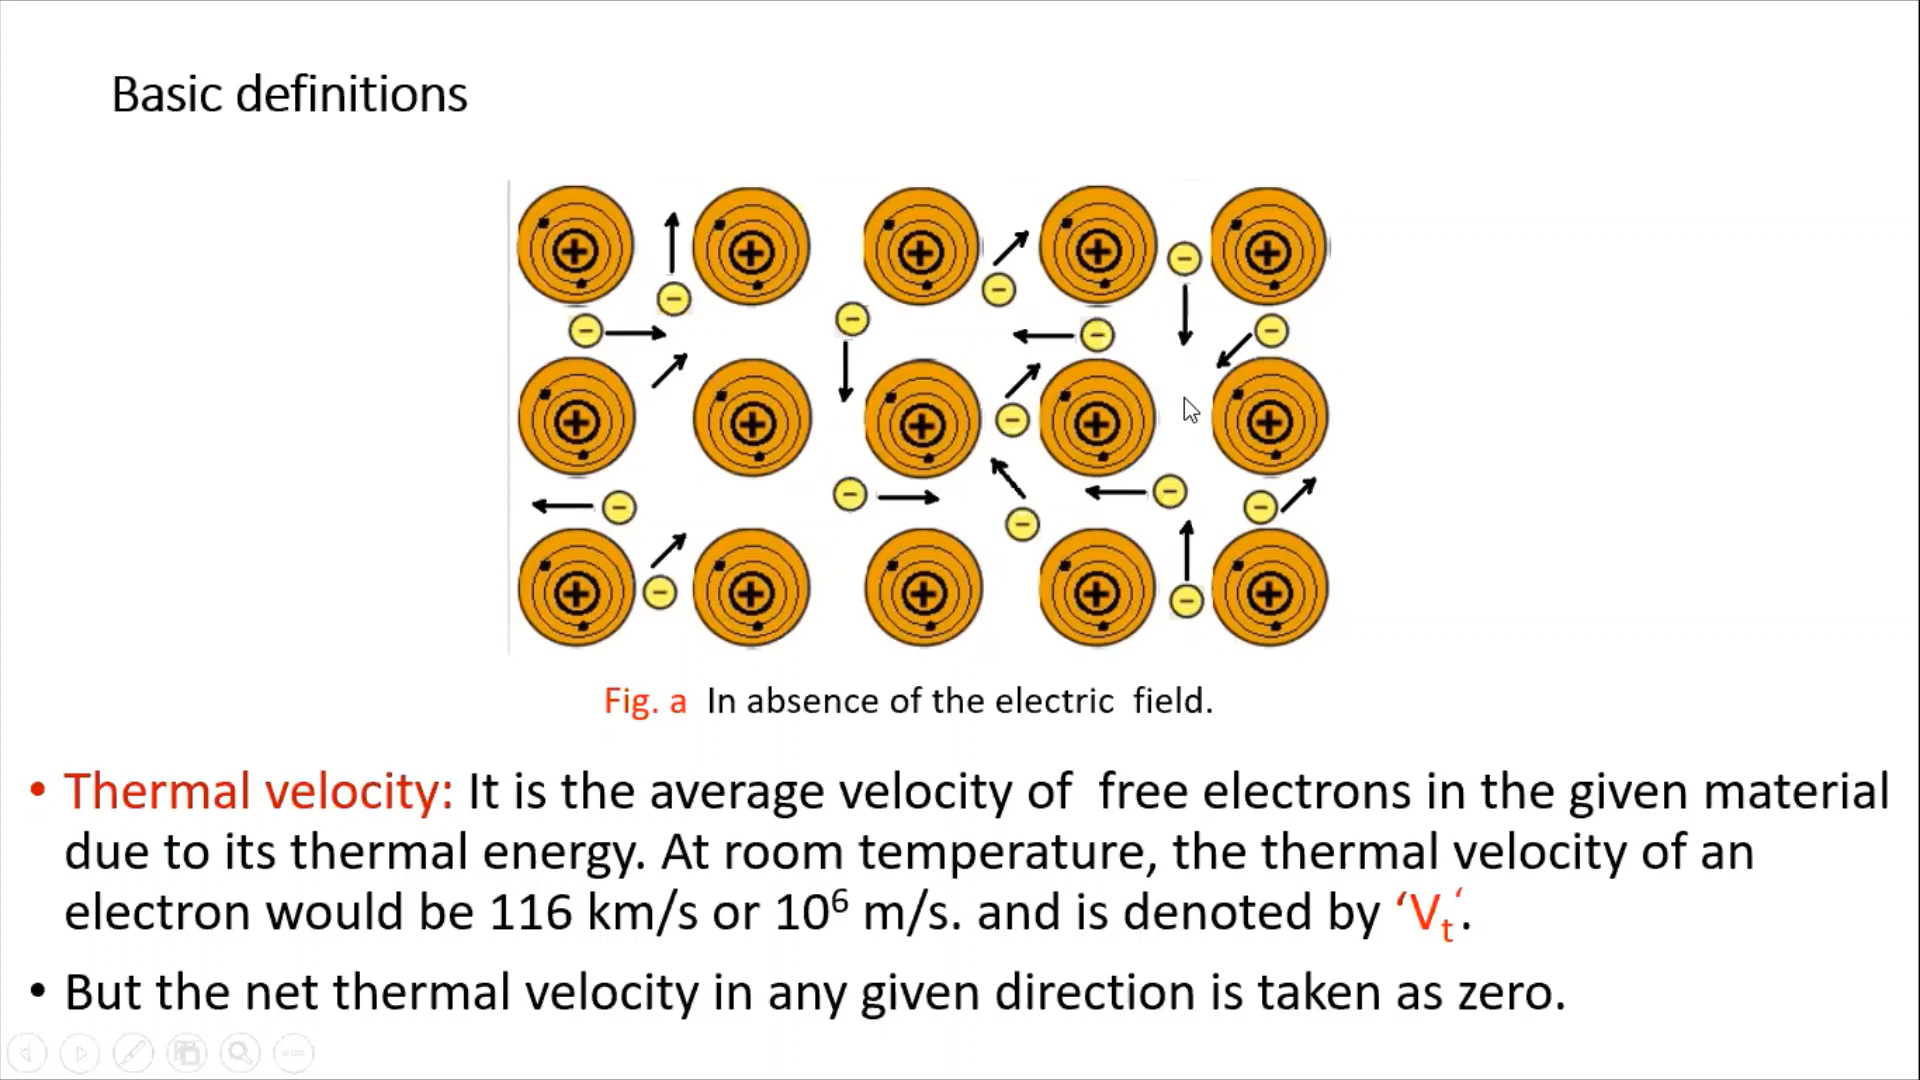 Basic definitions
Fig. a In absence of the electric field.
• Thermal velocity: It is the average velocity of free electrons in the given material
due to its thermal energy. At room temperature, the thermal velocity of an
electron would be 116 km/s or 10⁶ m/s. and is denoted by ‘Vₜ‘.
• But the net thermal velocity in any given direction is taken as zero.